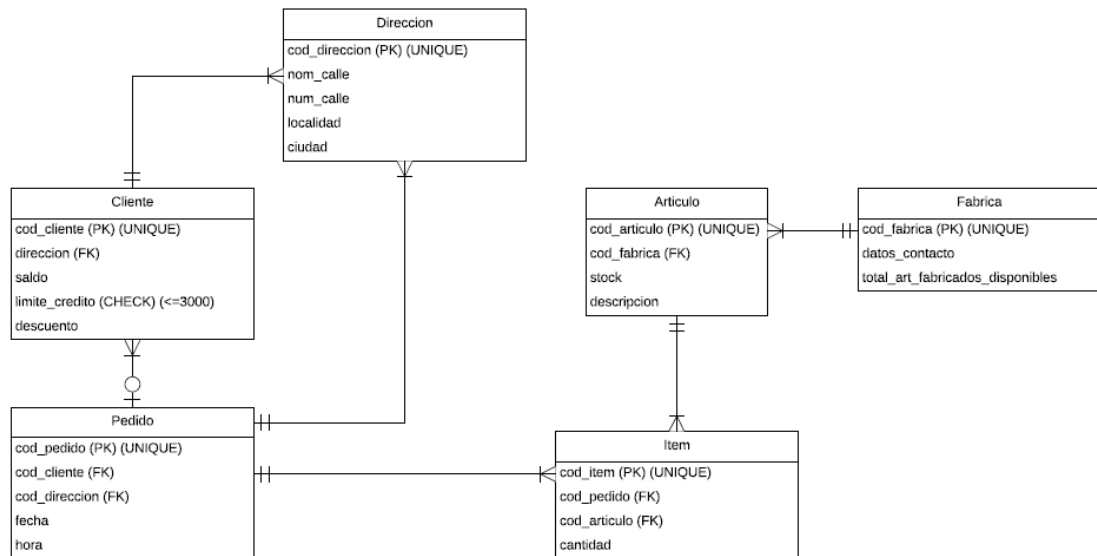 Direccion
cod_direccion (PK) (UNIQUE)
nom_calle
num_calle
localidad
ciudad
Cliente
cod_cliente (PK) (UNIQUE)
direccion (FK)
saldo
limite_credito (CHECK) (<=3000)
descuento
Articulo
cod_articulo (PK) (UNIQUE)
cod_fabrica (FK)
stock
descripcion
Fabrica
cod_fabrica (PK) (UNIQUE)
datos_contacto
total_art_fabricados_disponibles
Pedido
cod_pedido (PK) (UNIQUE)
cod_cliente (FK)
cod_direccion (FK)
fecha
hora
Item
cod_item (PK) (UNIQUE)
cod_pedido (FK)
cod_articulo (FK)
cantidad